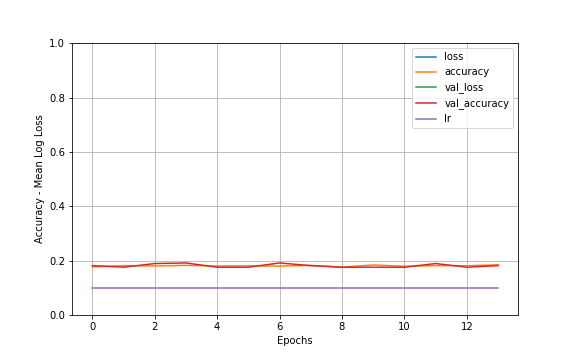 1.0
0.8
0.6
0.4
0.2
0.0
Accuracy - Mean Log Loss
loss
accuracy
val_loss
val_accuracy
lr
0 2 4 6 8 10 12
Epochs